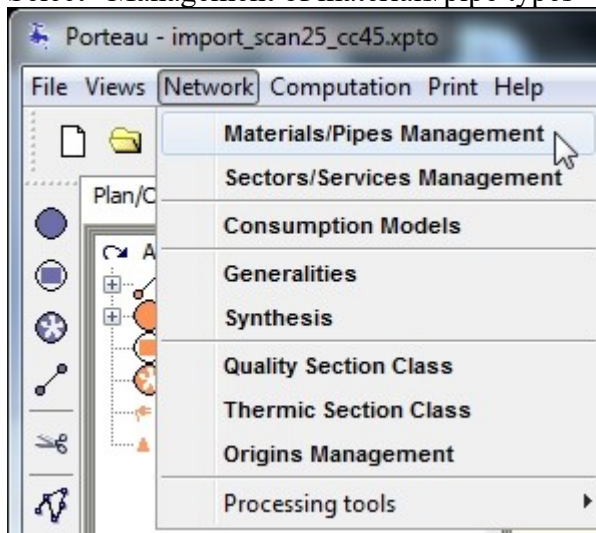 Porteau - import_scan25_cc45.xpto
File Views Network Computation Print Help
Materials/Pipes Management
Sectors/Services Management
Plan/C
Consumption Models
A
Generalities
Synthesis
Quality Section Class
Thermic Section Class
Origins Management
Processing tools